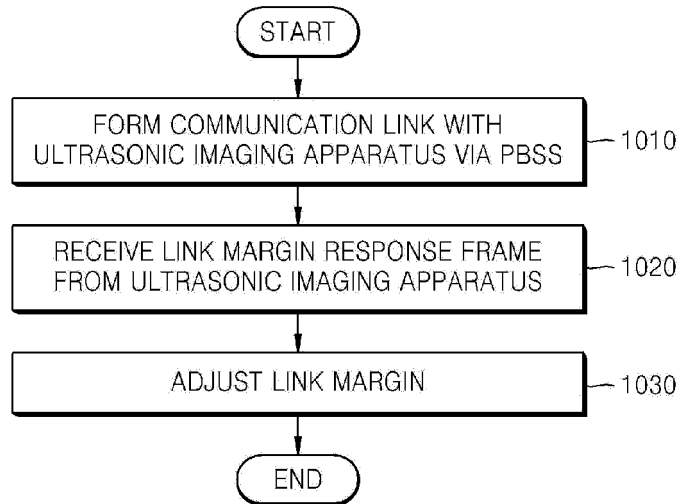 START
FORM COMMUNICATION LINK WITH
ULTRASONIC IMAGING APPARATUS VIA PBSS
1010
RECEIVE LINK MARGIN RESPONSE FRAME
FROM ULTRASONIC IMAGING APPARATUS
1020
ADJUST LINK MARGIN
1030
END